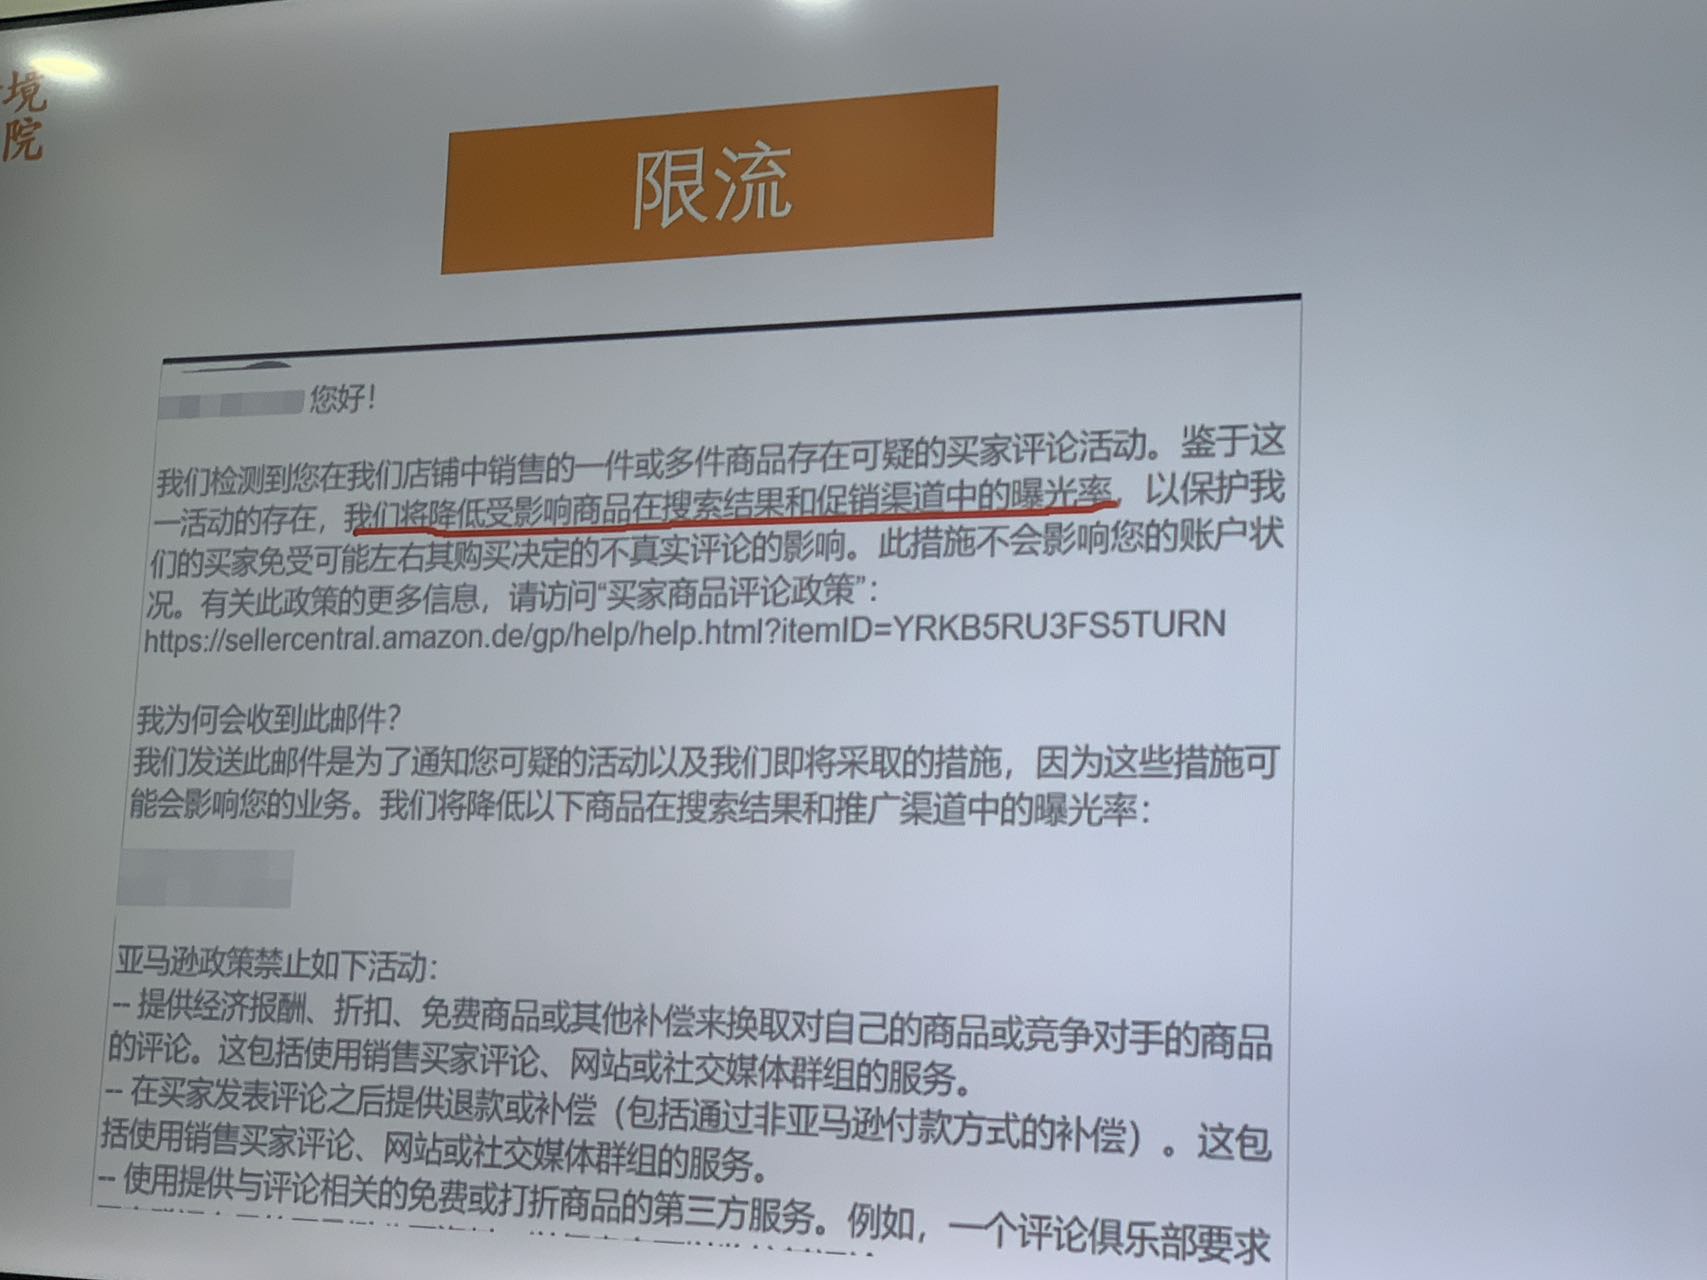 境
院
限流
您好！
我们检测到您在我们店铺中销售的一件或多件商品存在可疑的买家评论活动。鉴于这
一活动的存在，我们将降低受影响商品在搜索结果和促销渠道中的曝光率，以保护我
们的买家免受可能左右其购买决定的不真实评论的影响。此措施不会影响您的账户状
况。有关此政策的更多信息，请访问“买家商品评论政策”：
https://sellercentral.amazon.de/gp/help/help.html?itemID=YRKB5RU3FS5TURN
我为何会收到此邮件？
我们发送此邮件是为了通知您可疑的活动以及我们即将采取的措施，因为这些措施可
能会影响您的业务。我们将降低以下商品在搜索结果和推广渠道中的曝光率：
亚马逊政策禁止如下活动：
-- 提供经济报酬、折扣、免费商品或其他补偿来换取对自己的商品或竞争对手的商品
的评论。这包括使用销售买家评论、网站或社交媒体群组的服务。
-- 在买家发表评论之后提供退款或补偿（包括通过非亚马逊付款方式的补偿）。这包
括使用销售买家评论、网站或社交媒体群组的服务。
-- 使用提供与评论相关的免费或打折商品的第三方服务。例如，一个评论俱乐部要求